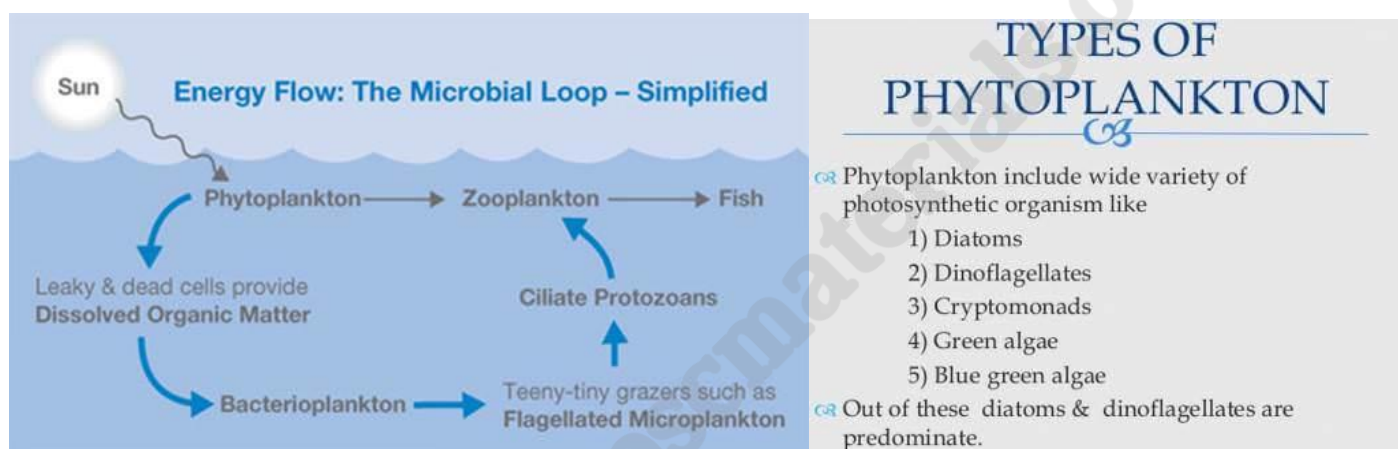 Sun
Energy Flow: The Microbial Loop – Simplified
Phytoplankton
Zooplankton
Fish
Leaky & dead cells provide
Dissolved Organic Matter
Ciliate Protozoans
Bacterioplankton
Teeny-tiny grazers such as
Flagellated Microplankton
TYPES OF
PHYTOPLANKTON
Phytoplankton include wide variety of
photosynthetic organism like
1) Diatoms
2) Dinoflagellates
3) Cryptomonads
4) Green algae
5) Blue green algae
Out of these diatoms & dinoflagellates are
predominate.